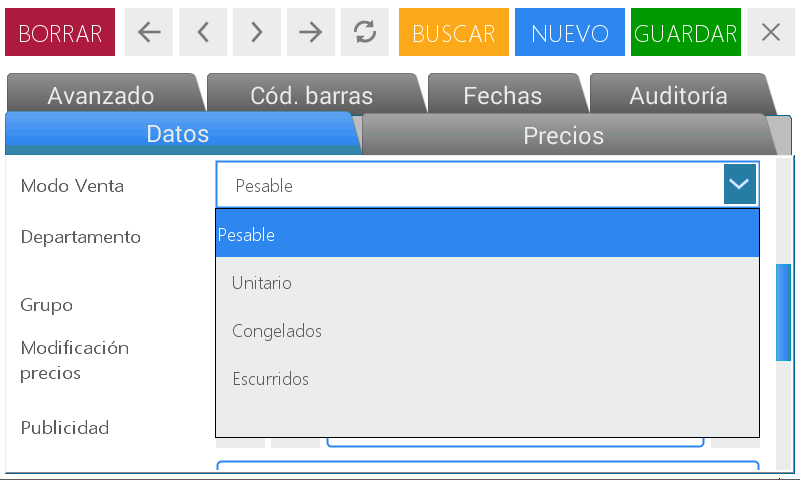 BORRAR BUSCAR NUEVO GUARDAR
Avanzado Cód. barras Fechas Auditoría
Datos Precios
Modo Venta Pesable
Departamento Pesable
Unitario
Grupo
Congelados
Modificación
precios
Escurridos
Publicidad